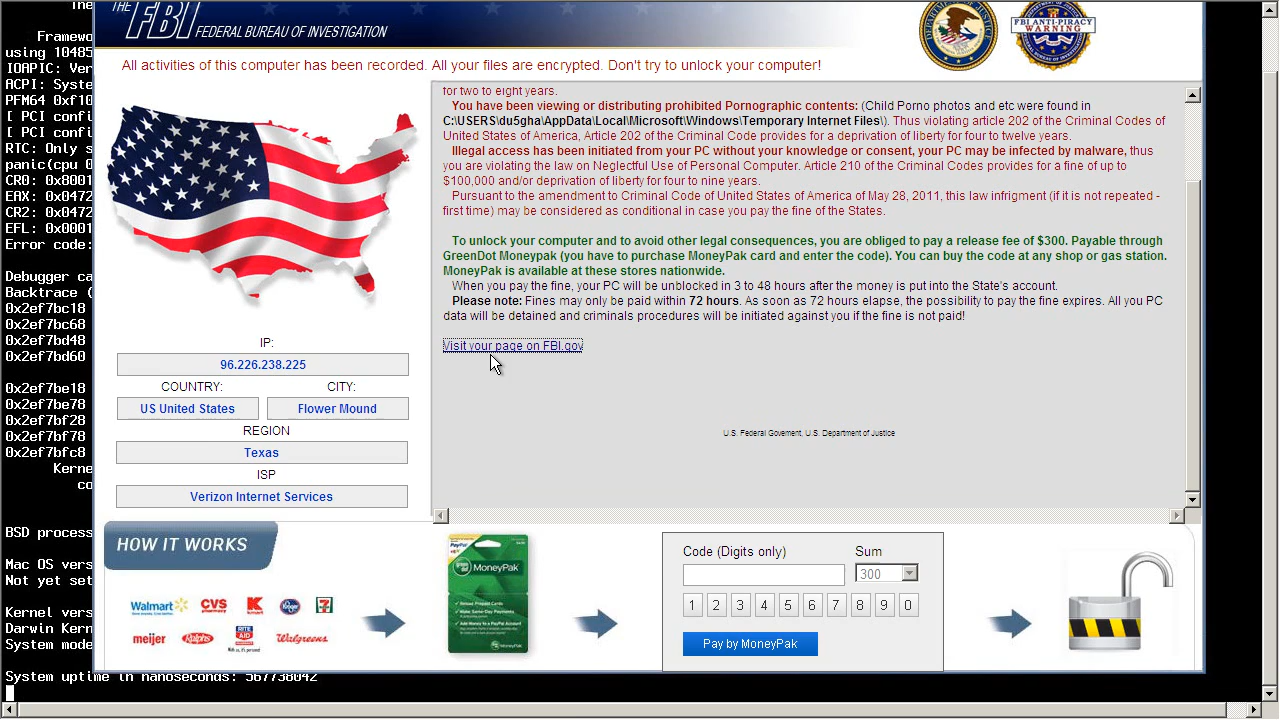 The
THE
FBI FEDERAL BUREAU OF INVESTIGATION
FBI ANTI-PIRACY
WARNING
All activities of this computer has been recorded. All your files are encrypted. Don't try to unlock your computer!
Framewo
using 10485
IOAPIC: Ver
ACPI: Syste
PFM64 0xf10
[ PCI confi
[ PCI confi
RTC: Only s
panic(cpu 0
CR0: 0x8001
EAX: 0x0472
CR2: 0x0472
EFL: 0x0001
Error code:
Debugger ca
Backtrace (
0x2ef7bc18
0x2ef7bc68
0x2ef7bd48
0x2ef7bd60
0x2ef7be18
0x2ef7be78
0x2ef7bf28
0x2ef7bf78
0x2ef7bfc8
Kerne
co
BSD process
Mac OS vers
Not yet set
Kernel vers
Darwin Kern
System mode
System uptime in nanoseconds: 567738042
for two to eight years.
You have been viewing or distributing prohibited Pornographic contents: (Child Porno photos and etc were found in
C:\USERS\du5gha\AppData\Local\Microsoft\Windows\Temporary Internet Files\). Thus violating article 202 of the Criminal Codes of
United States of America, Article 202 of the Criminal Code provides for a deprivation of liberty for four to twelve years.
Illegal access has been initiated from your PC without your knowledge or consent, your PC may be infected by malware, thus
you are violating the law on Neglectful Use of Personal Computer. Article 210 of the Criminal Codes provides for a fine of up to
$100,000 and/or deprivation of liberty for four to nine years.
Pursuant to the amendment to Criminal Code of United States of America of May 28, 2011, this law infrigment (if it is not repeated -
first time) may be considered as conditional in case you pay the fine of the States.
To unlock your computer and to avoid other legal consequences, you are obliged to pay a release fee of $300. Payable through
GreenDot Moneypak (you have to purchase MoneyPak card and enter the code). You can buy the code at any shop or gas station.
MoneyPak is available at these stores nationwide.
When you pay the fine, your PC will be unblocked in 3 to 48 hours after the money is put into the State's account.
Please note: Fines may only be paid within 72 hours. As soon as 72 hours elapse, the possibility to pay the fine expires. All you PC
data will be detained and criminals procedures will be initiated against you if the fine is not paid!
Visit your page on FBI.gov
U.S. Federal Goverment, U.S. Department of Justice
IP:
96.226.238.225
COUNTRY: CITY:
US United States Flower Mound
REGION
Texas
ISP
Verizon Internet Services
HOW IT WORKS
Walmart CVS K Kroger 7
meijer Ralphs RITE AID Walgreens
PayPal
MoneyPak
Code (Digits only) Sum
300
1 2 3 4 5 6 7 8 9 0
Pay by MoneyPak